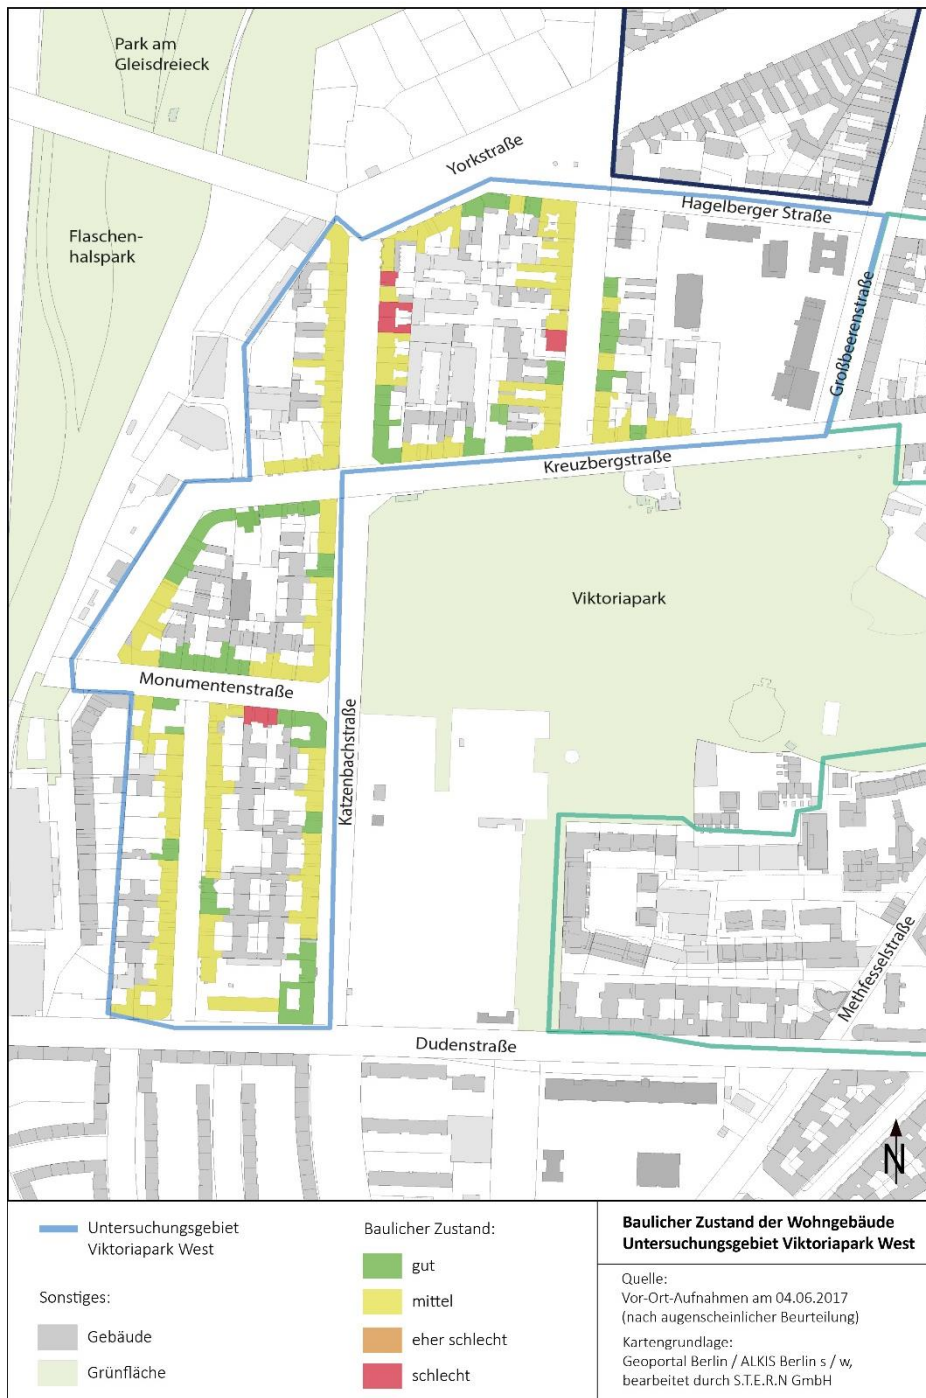 Park am
Gleisdreieck
Yorkstraße
Hagelberger Straße
Flaschen-
halspark
Großbeerenstraße
Kreuzbergstraße
Viktoriapark
Monumentenstraße
Katzenbachstraße
Methfesselstraße
Dudenstraße
N
Untersuchungsgebiet
Viktoriapark West
Sonstiges:
Gebäude
Grünfläche
Baulicher Zustand:
gut
mittel
eher schlecht
schlecht
Baulicher Zustand der Wohngebäude
Untersuchungsgebiet Viktoriapark West
Quelle:
Vor-Ort-Aufnahmen am 04.06.2017
(nach augenscheinlicher Beurteilung)
Kartengrundlage:
Geoportal Berlin / ALKIS Berlin s / w,
bearbeitet durch S.T.E.R.N GmbH